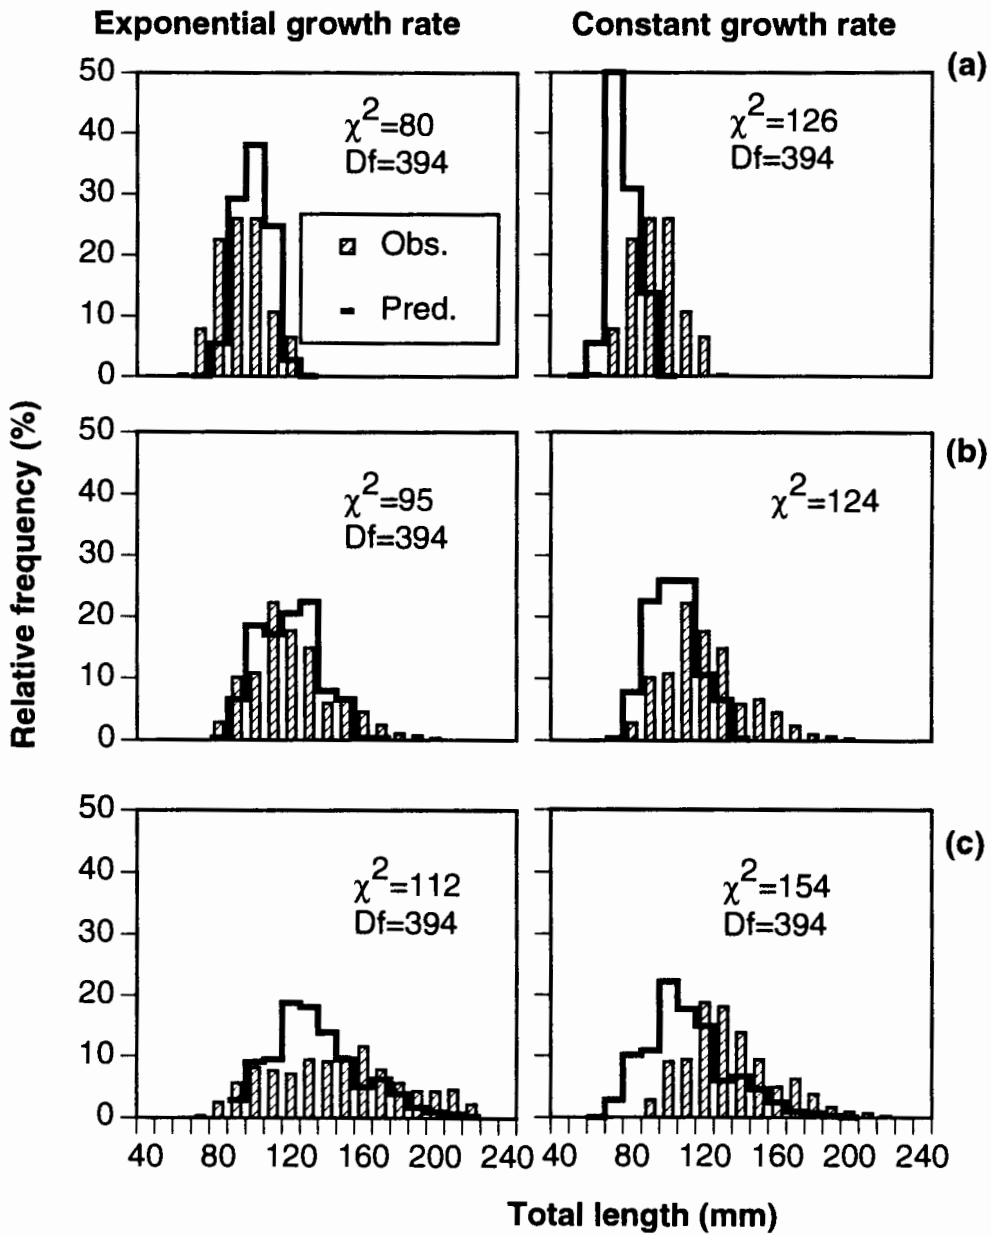 Exponential growth rate
Constant growth rate
(a)
50
40
30
20
10
0
χ2=80
Df=394
Obs.
Pred.
χ2=126
Df=394
(b)
50
40
30
20
10
0
χ2=95
Df=394
χ2=124
(c)
50
40
30
20
10
0
χ2=112
Df=394
χ2=154
Df=394
Relative frequency (%)
40 80 120 160 200 240
40 80 120 160 200 240
Total length (mm)